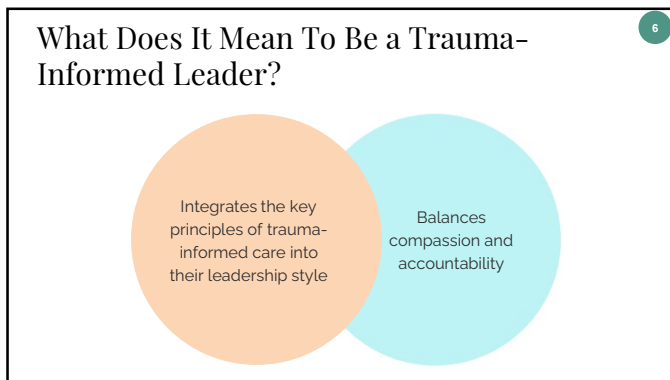 What Does It Mean To Be a Trauma-
Informed Leader?
6
Integrates the key
principles of trauma-
informed care into
their leadership style
Balances
compassion and
accountability